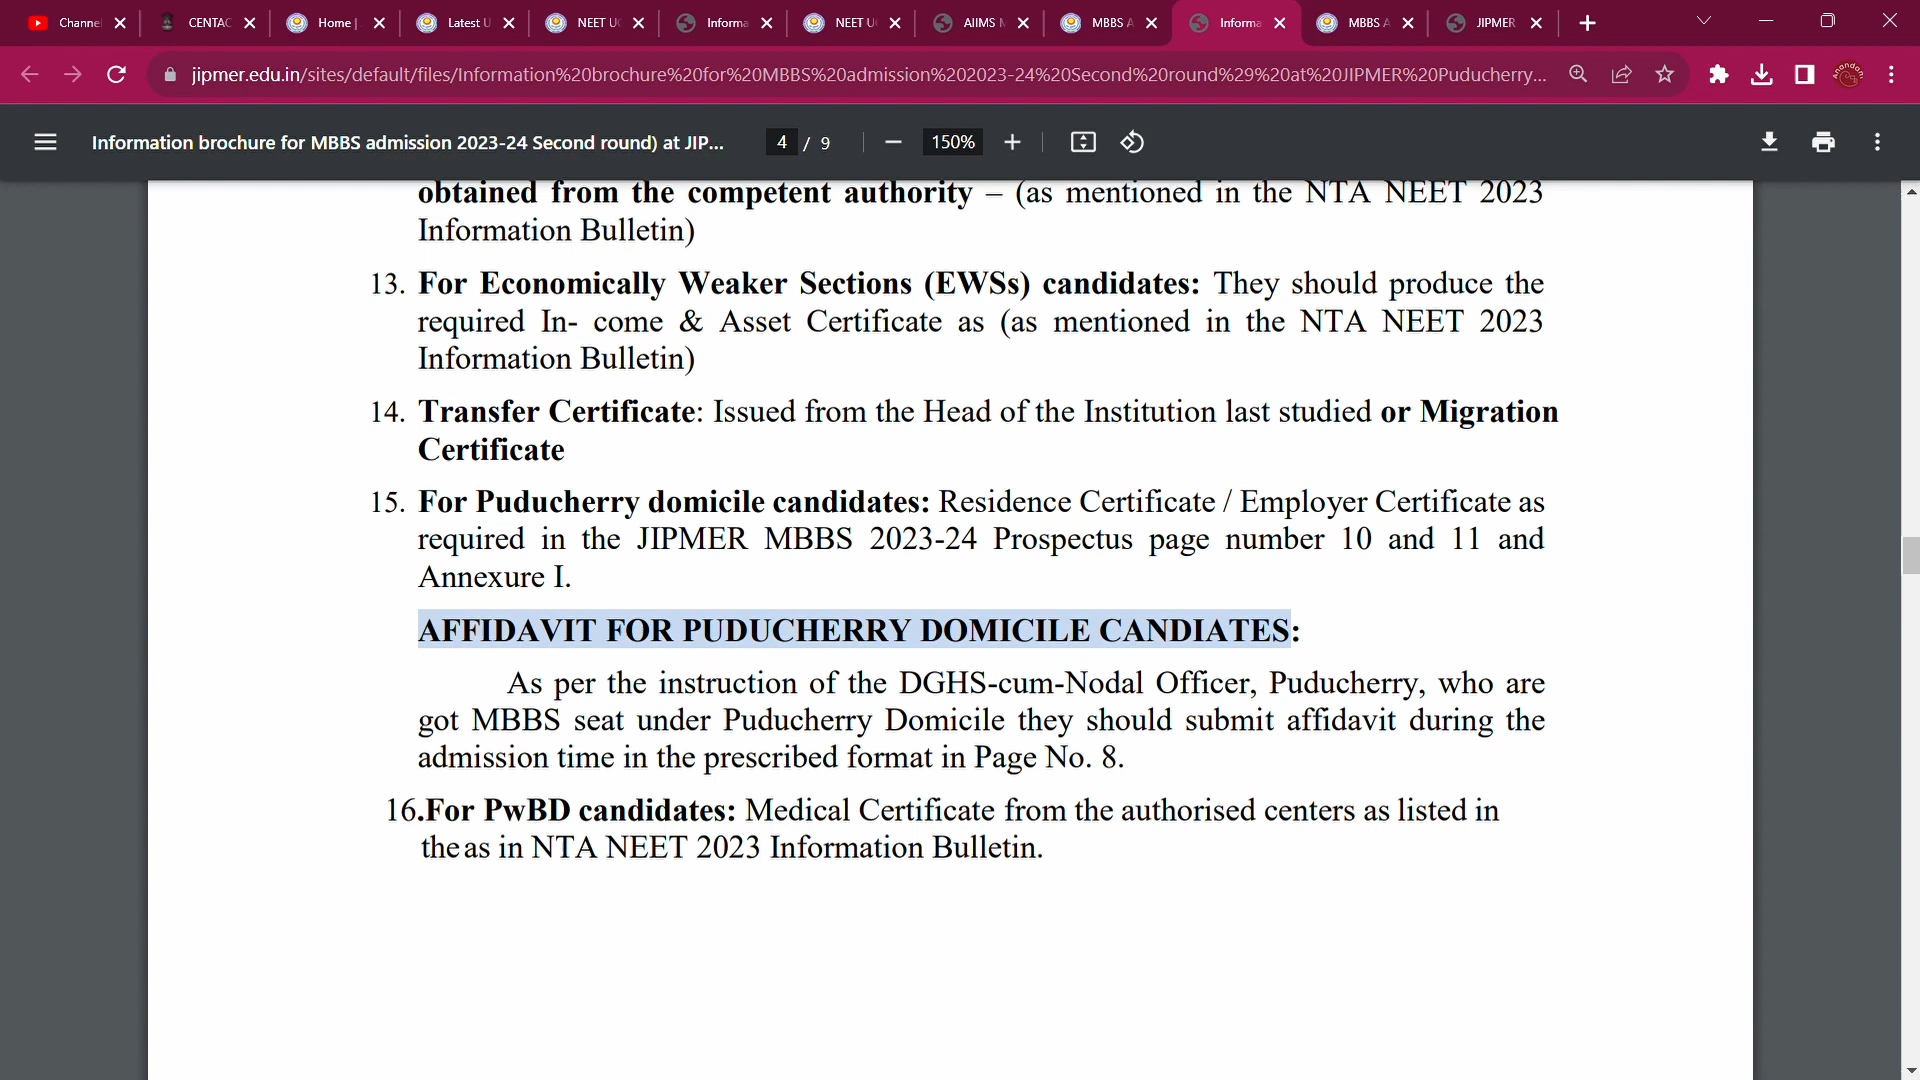 Channe
CENTAC
Home |
Latest U
NEET U
Informa
NEET U
AIIMS M
MBBS A
Informa
MBBS A
JIPMER
jipmer.edu.in/sites/default/files/Information%20brochure%20for%20MBBS%20admission%202023-24%20Second%20round%29%20at%20JIPMER%20Puducherry...
Information brochure for MBBS admission 2023-24 Second round) at JIP...
4 / 9
150%
obtained from the competent authority – (as mentioned in the NTA NEET 2023
Information Bulletin)
13. For Economically Weaker Sections (EWSs) candidates: They should produce the
required In- come & Asset Certificate as (as mentioned in the NTA NEET 2023
Information Bulletin)
14. Transfer Certificate: Issued from the Head of the Institution last studied or Migration
Certificate
15. For Puducherry domicile candidates: Residence Certificate / Employer Certificate as
required in the JIPMER MBBS 2023-24 Prospectus page number 10 and 11 and
Annexure I.
AFFIDAVIT FOR PUDUCHERRY DOMICILE CANDIATES:
As per the instruction of the DGHS-cum-Nodal Officer, Puducherry, who are
got MBBS seat under Puducherry Domicile they should submit affidavit during the
admission time in the prescribed format in Page No. 8.
16.For PwBD candidates: Medical Certificate from the authorised centers as listed in
the as in NTA NEET 2023 Information Bulletin.